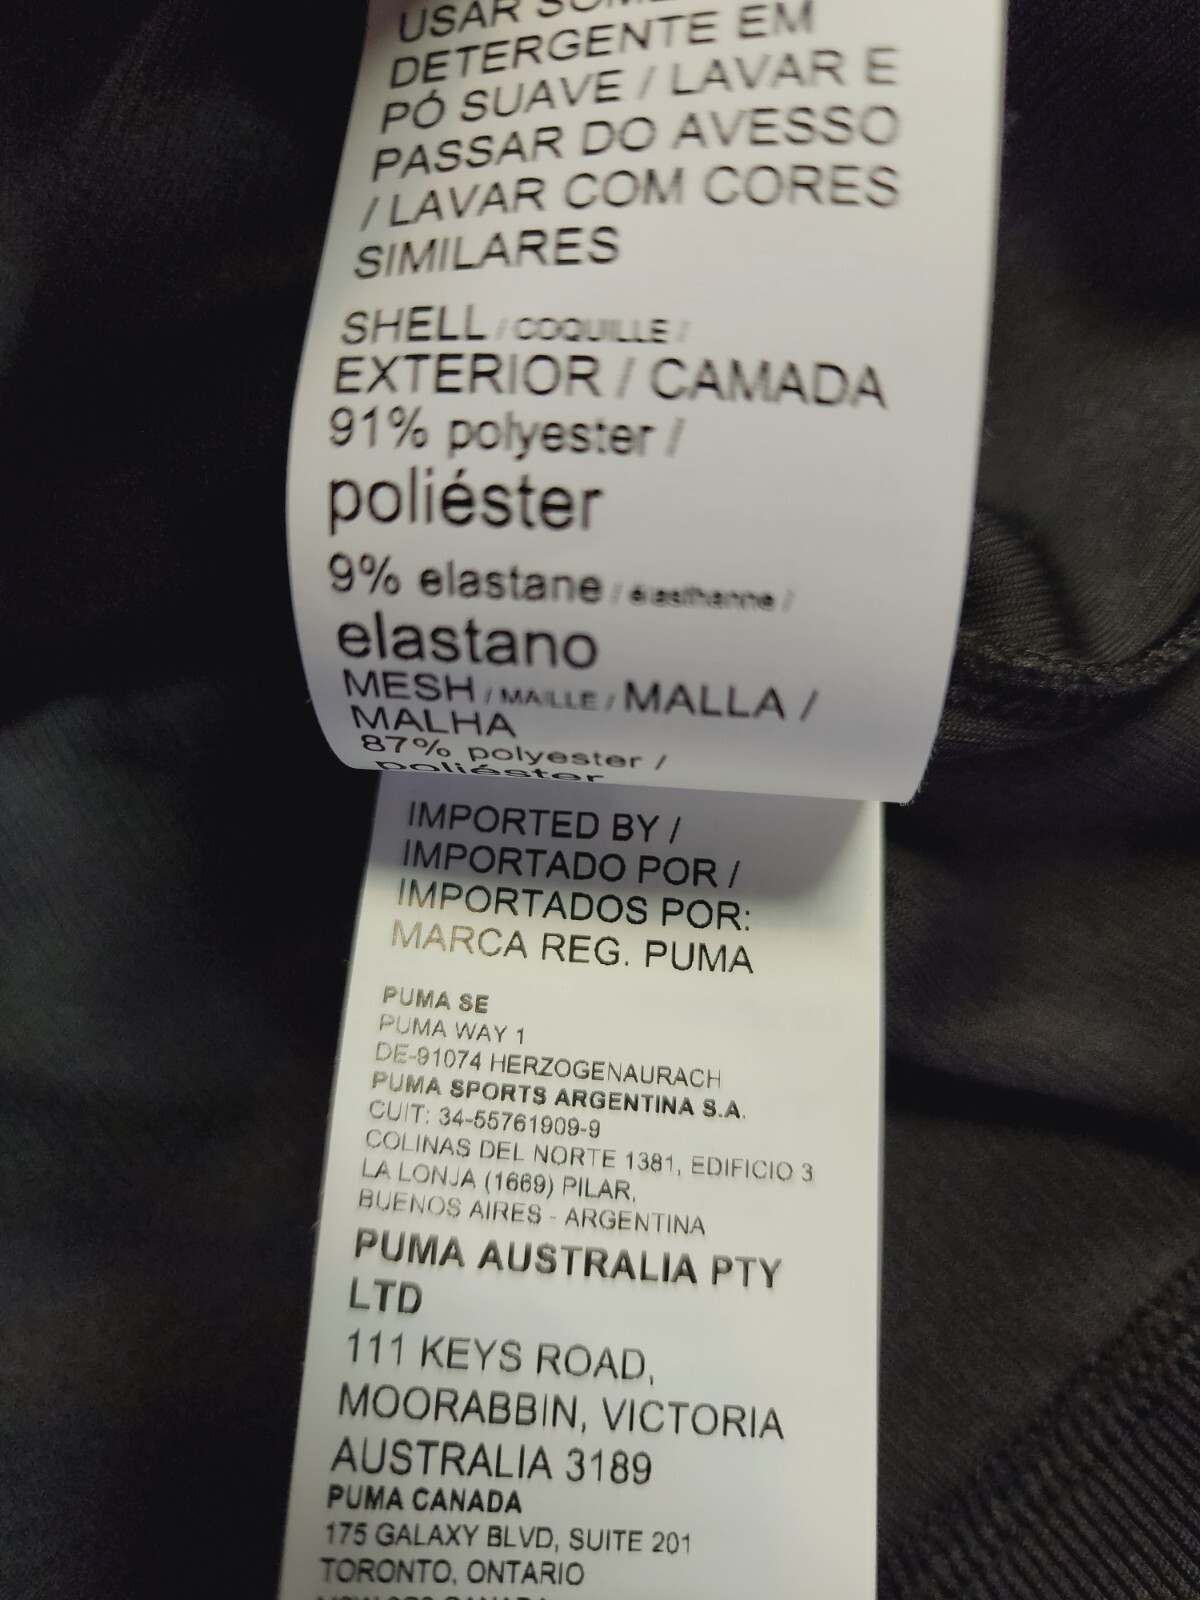 USAR
DETERGENTE EM
PÓ SUAVE / LAVAR E
PASSAR DO AVESSO
/ LAVAR COM CORES
SIMILARES
SHELL / COQUILLE /
EXTERIOR / CAMADA
91% polyester /
poliéster
9% elastane / élasthanne /
elastano
MESH / MAILLE / MALLA /
MALHA
87% polyester /
poliéster
IMPORTED BY /
IMPORTADO POR /
IMPORTADOS POR:
MARCA REG. PUMA
PUMA SE
PUMA WAY 1
DE-91074 HERZOGENAURACH
PUMA SPORTS ARGENTINA S.A.
CUIT: 34-55761909-9
COLINAS DEL NORTE 1381, EDIFICIO 3
LA LONJA (1669) PILAR,
BUENOS AIRES - ARGENTINA
PUMA AUSTRALIA PTY
LTD
111 KEYS ROAD,
MOORABBIN, VICTORIA
AUSTRALIA 3189
PUMA CANADA
175 GALAXY BLVD, SUITE 201
TORONTO, ONTARIO